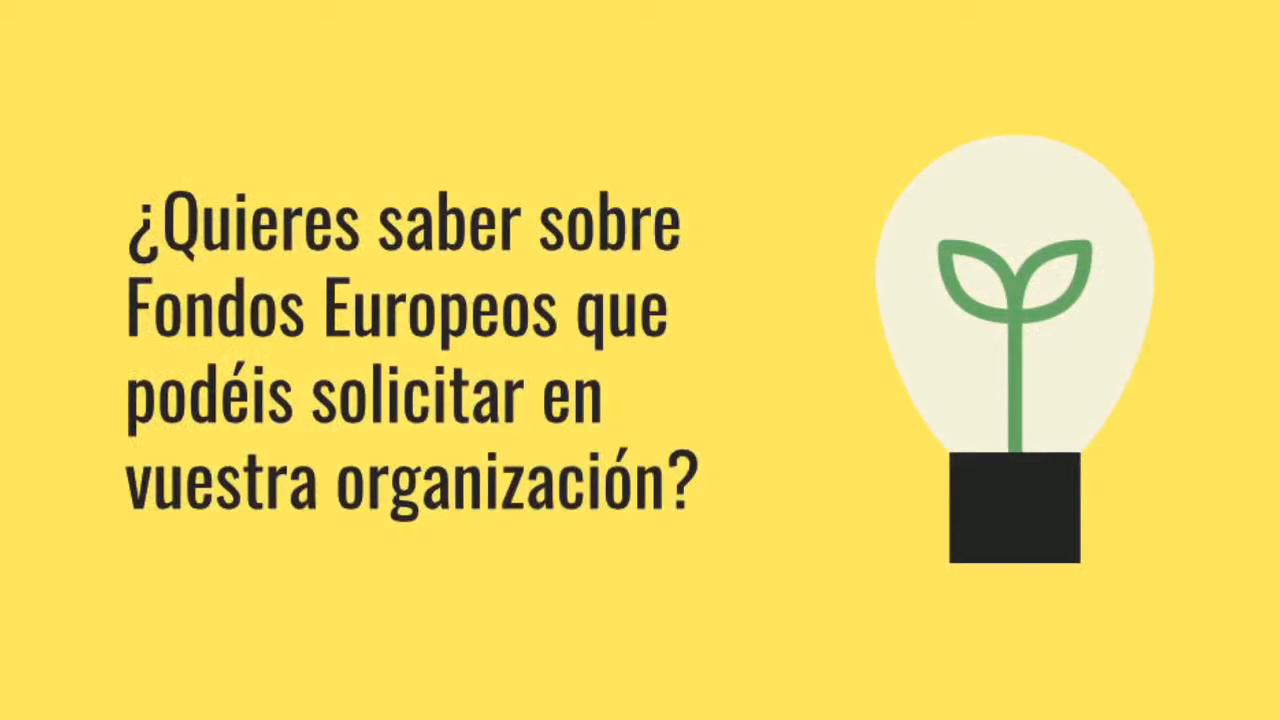 ¿Quieres saber sobre
Fondos Europeos que
podéis solicitar en
vuestra organización?